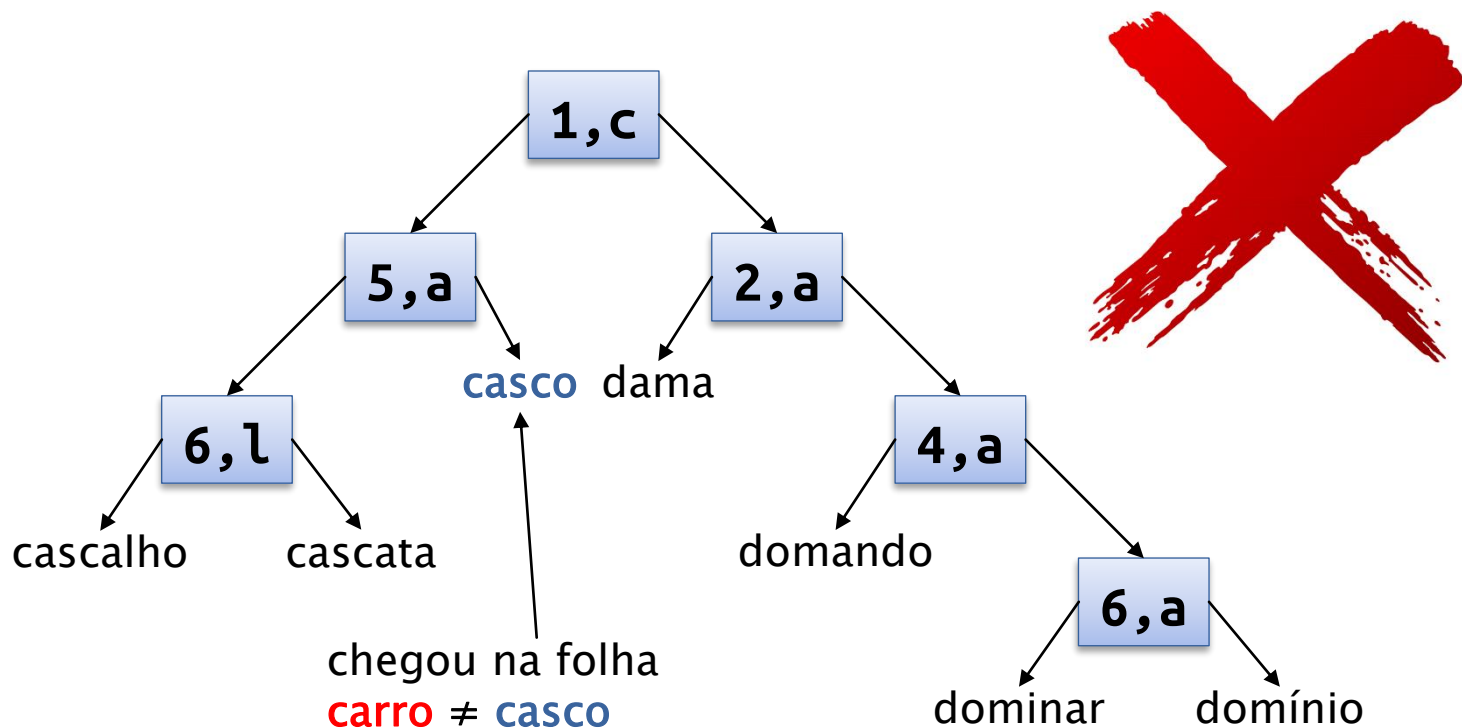 1,c
5,a
2,a
casco dama
6,l
4,a
cascalho cascata domando
6,a
chegou na folha
carro ≠ casco
dominar domínio